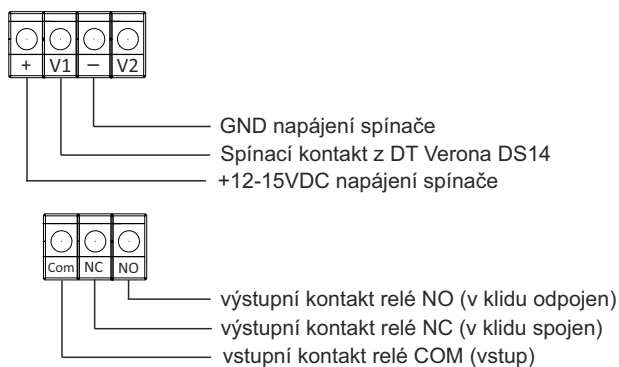 + V1 − V2
GND napájení spínače
Spínací kontakt z DT Verona DS14
+12-15VDC napájení spínače
Com NC NO
výstupní kontakt relé NO (v klidu odpojen)
výstupní kontakt relé NC (v klidu spojen)
vstupní kontakt relé COM (vstup)